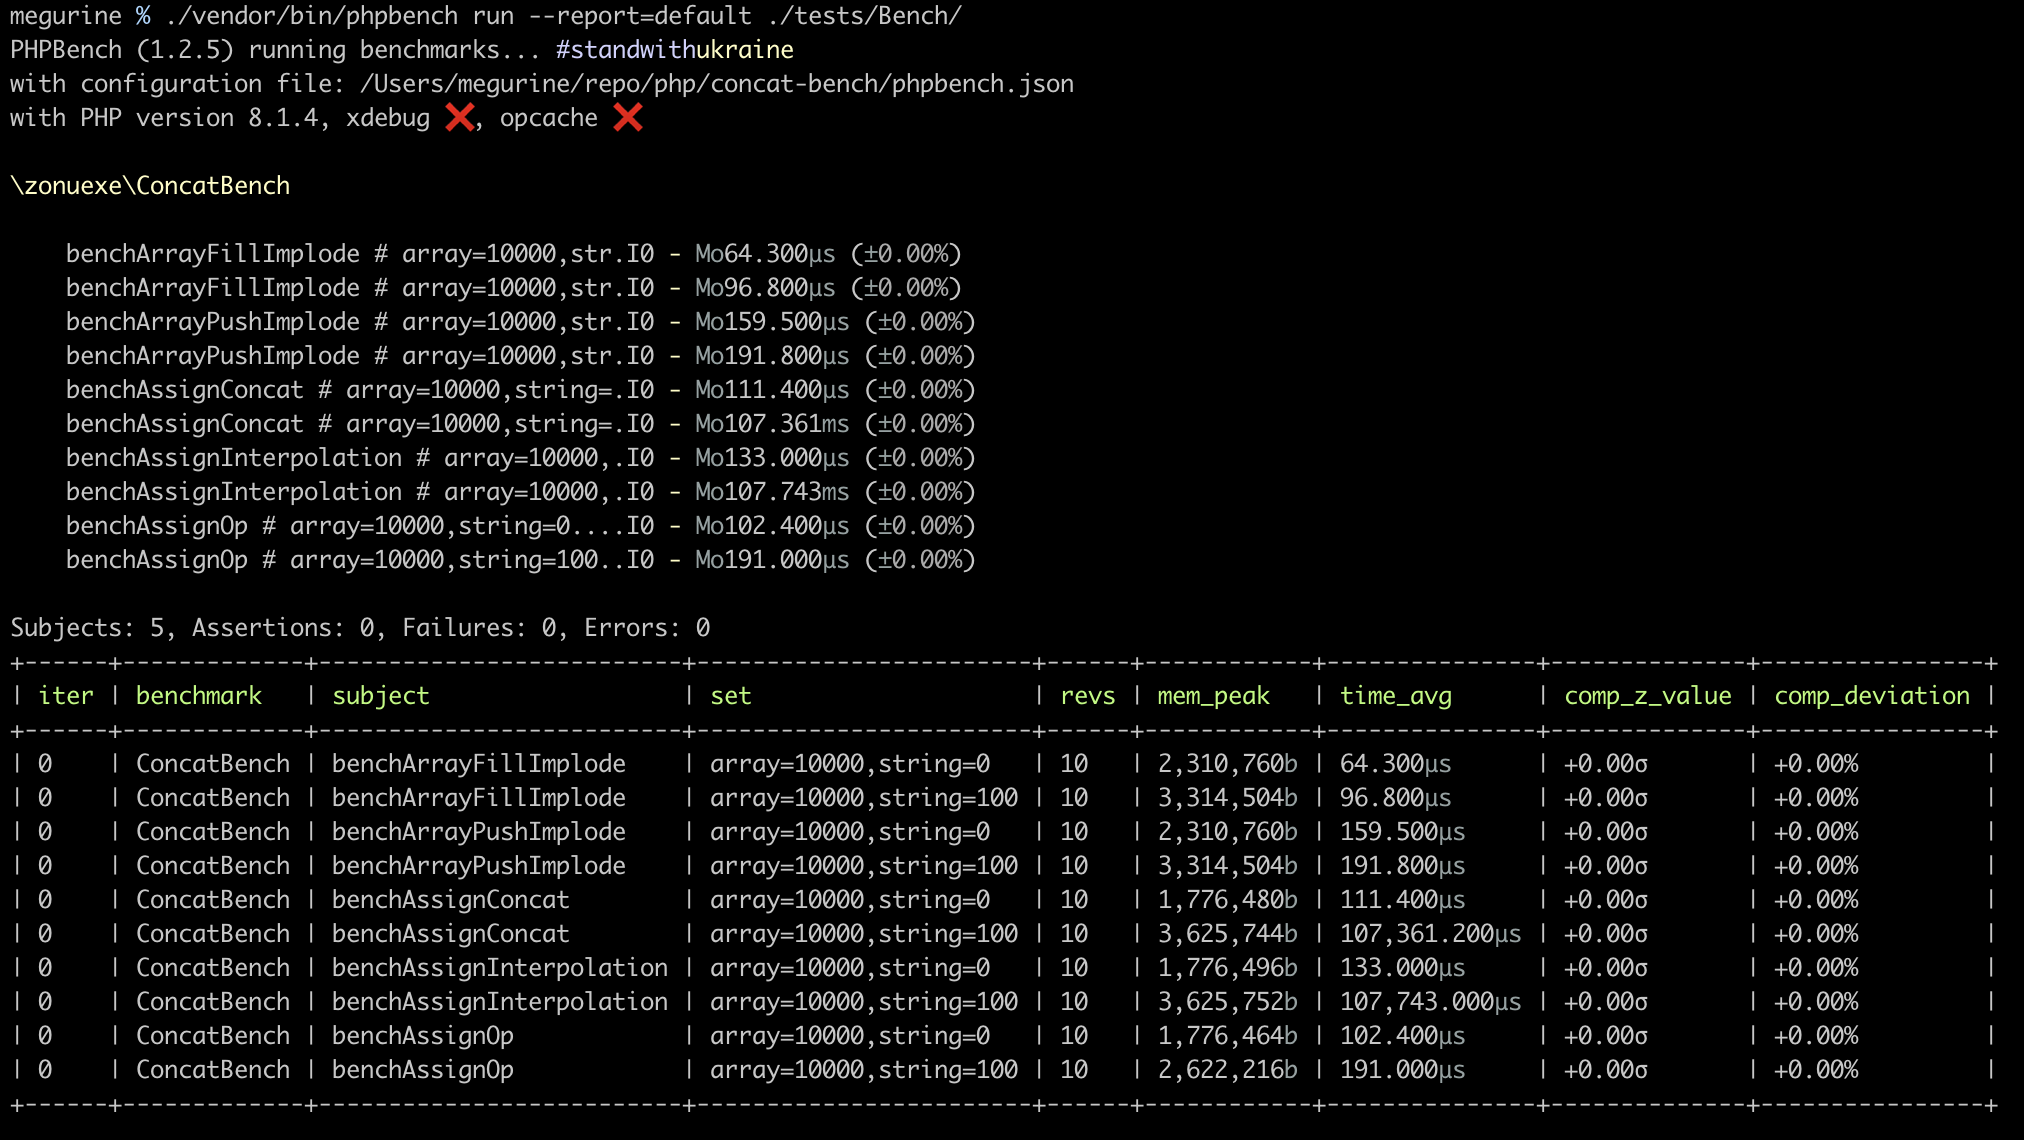 megurine % ./vendor/bin/phpbench run --report=default ./tests/Bench/
PHPBench (1.2.5) running benchmarks... #standwithukraine
with configuration file: /Users/megurine/repo/php/concat-bench/phpbench.json
with PHP version 8.1.4, xdebug ❌, opcache ❌

\zonuexe\ConcatBench

    benchArrayFillImplode # array=10000,str.I0 - Mo64.300μs (±0.00%)
    benchArrayFillImplode # array=10000,str.I0 - Mo96.800μs (±0.00%)
    benchArrayPushImplode # array=10000,str.I0 - Mo159.500μs (±0.00%)
    benchArrayPushImplode # array=10000,str.I0 - Mo191.800μs (±0.00%)
    benchAssignConcat # array=10000,string=.I0 - Mo111.400μs (±0.00%)
    benchAssignConcat # array=10000,string=.I0 - Mo107.361ms (±0.00%)
    benchAssignInterpolation # array=10000,.I0 - Mo133.000μs (±0.00%)
    benchAssignInterpolation # array=10000,.I0 - Mo107.743ms (±0.00%)
    benchAssignOp # array=10000,string=0....I0 - Mo102.400μs (±0.00%)
    benchAssignOp # array=10000,string=100..I0 - Mo191.000μs (±0.00%)

Subjects: 5, Assertions: 0, Failures: 0, Errors: 0
+------+-------------+--------------------------+------------------------+------+------------+---------------+--------------+----------------+
| iter | benchmark   | subject                  | set                    | revs | mem_peak   | time_avg      | comp_z_value | comp_deviation |
+------+-------------+--------------------------+------------------------+------+------------+---------------+--------------+----------------+
| 0    | ConcatBench | benchArrayFillImplode    | array=10000,string=0   | 10   | 2,310,760b | 64.300μs      | +0.00σ       | +0.00%         |
| 0    | ConcatBench | benchArrayFillImplode    | array=10000,string=100 | 10   | 3,314,504b | 96.800μs      | +0.00σ       | +0.00%         |
| 0    | ConcatBench | benchArrayPushImplode    | array=10000,string=0   | 10   | 2,310,760b | 159.500μs     | +0.00σ       | +0.00%         |
| 0    | ConcatBench | benchArrayPushImplode    | array=10000,string=100 | 10   | 3,314,504b | 191.800μs     | +0.00σ       | +0.00%         |
| 0    | ConcatBench | benchAssignConcat        | array=10000,string=0   | 10   | 1,776,480b | 111.400μs     | +0.00σ       | +0.00%         |
| 0    | ConcatBench | benchAssignConcat        | array=10000,string=100 | 10   | 3,625,744b | 107,361.200μs | +0.00σ       | +0.00%         |
| 0    | ConcatBench | benchAssignInterpolation | array=10000,string=0   | 10   | 1,776,496b | 133.000μs     | +0.00σ       | +0.00%         |
| 0    | ConcatBench | benchAssignInterpolation | array=10000,string=100 | 10   | 3,625,752b | 107,743.000μs | +0.00σ       | +0.00%         |
| 0    | ConcatBench | benchAssignOp            | array=10000,string=0   | 10   | 1,776,464b | 102.400μs     | +0.00σ       | +0.00%         |
| 0    | ConcatBench | benchAssignOp            | array=10000,string=100 | 10   | 2,622,216b | 191.000μs     | +0.00σ       | +0.00%         |
+------+-------------+--------------------------+------------------------+------+------------+---------------+--------------+----------------+